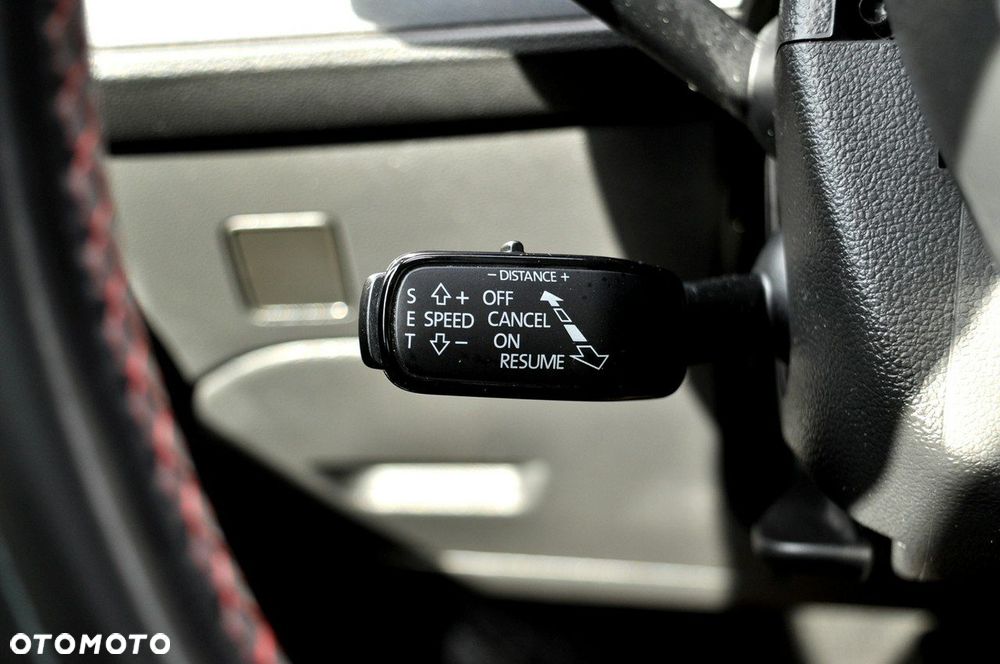 – DISTANCE +
S + OFF
E SPEED CANCEL
T – ON
RESUME
OTOMOTO